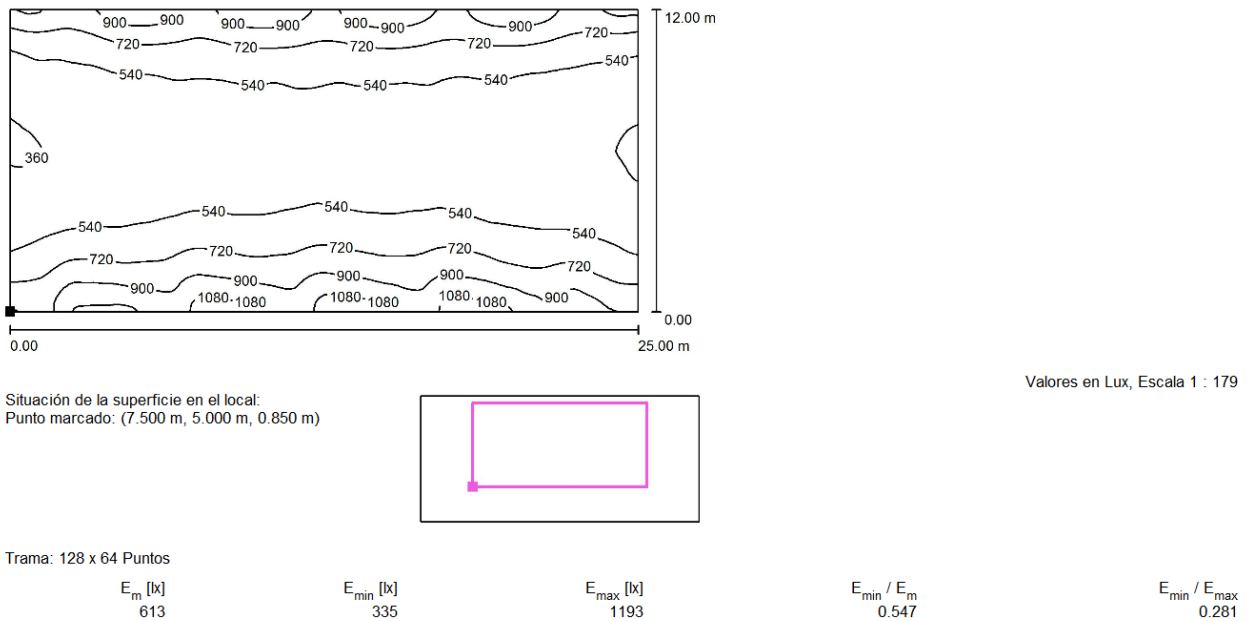 900 900 900 900 900 900 900 12.00 m
720 720 720 720 720
540 540 540 540 540
360
540 540 540 540 540
720 720 720 720 720
900 900 900 900 900
1080 1080 1080 1080 1080 1080
0.00
0.00 25.00 m
Valores en Lux, Escala 1 : 179
Situación de la superficie en el local:
Punto marcado: (7.500 m, 5.000 m, 0.850 m)
Trama: 128 x 64 Puntos
Em [lx] Emin [lx] Emax [lx] Emin / Em Emin / Emax
613 335 1193 0.547 0.281